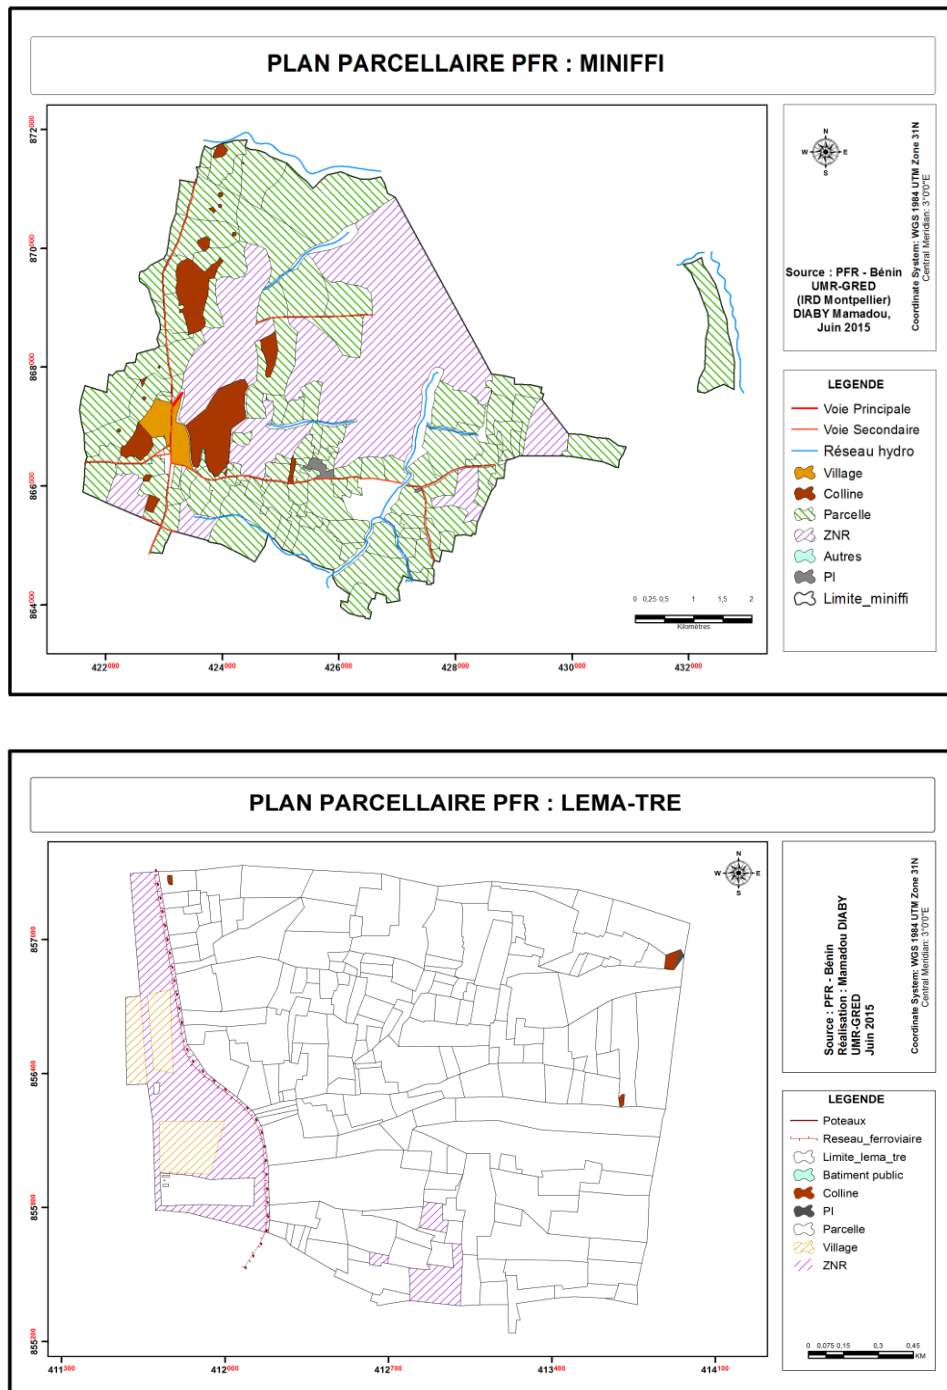 PLAN PARCELLAIRE PFR : MINIFFI
872000
870000
868000
866000
864000
422000
424000
426000
428000
430000
432000
0 0,25 0,5 1 1,5 2
Kilomètres
N
W E
S
Source : PFR - Bénin
UMR-GRED
(IRD Montpellier)
DIABY Mamadou,
Juin 2015
Coordinate System: WGS 1984 UTM Zone 31N
Central Meridian: 3°0'0"E
LEGENDE
Voie Principale
Voie Secondaire
Réseau hydro
Village
Colline
Parcelle
ZNR
Autres
PI
Limite_miniffi
PLAN PARCELLAIRE PFR : LEMA-TRE
857000
856400
855800
855200
411300
412000
412700
413400
414100
N
W E
S
Source : PFR - Bénin
Réalisation : Mamadou DIABY
UMR-GRED
Juin 2015
Coordinate System: WGS 1984 UTM Zone 31N
Central Meridian: 3°0'0"E
LEGENDE
Poteaux
Reseau_ferroviaire
Limite_lema_tre
Batiment public
Colline
PI
Parcelle
Village
ZNR
0 0,075 0,15 0,3 0,45
KM